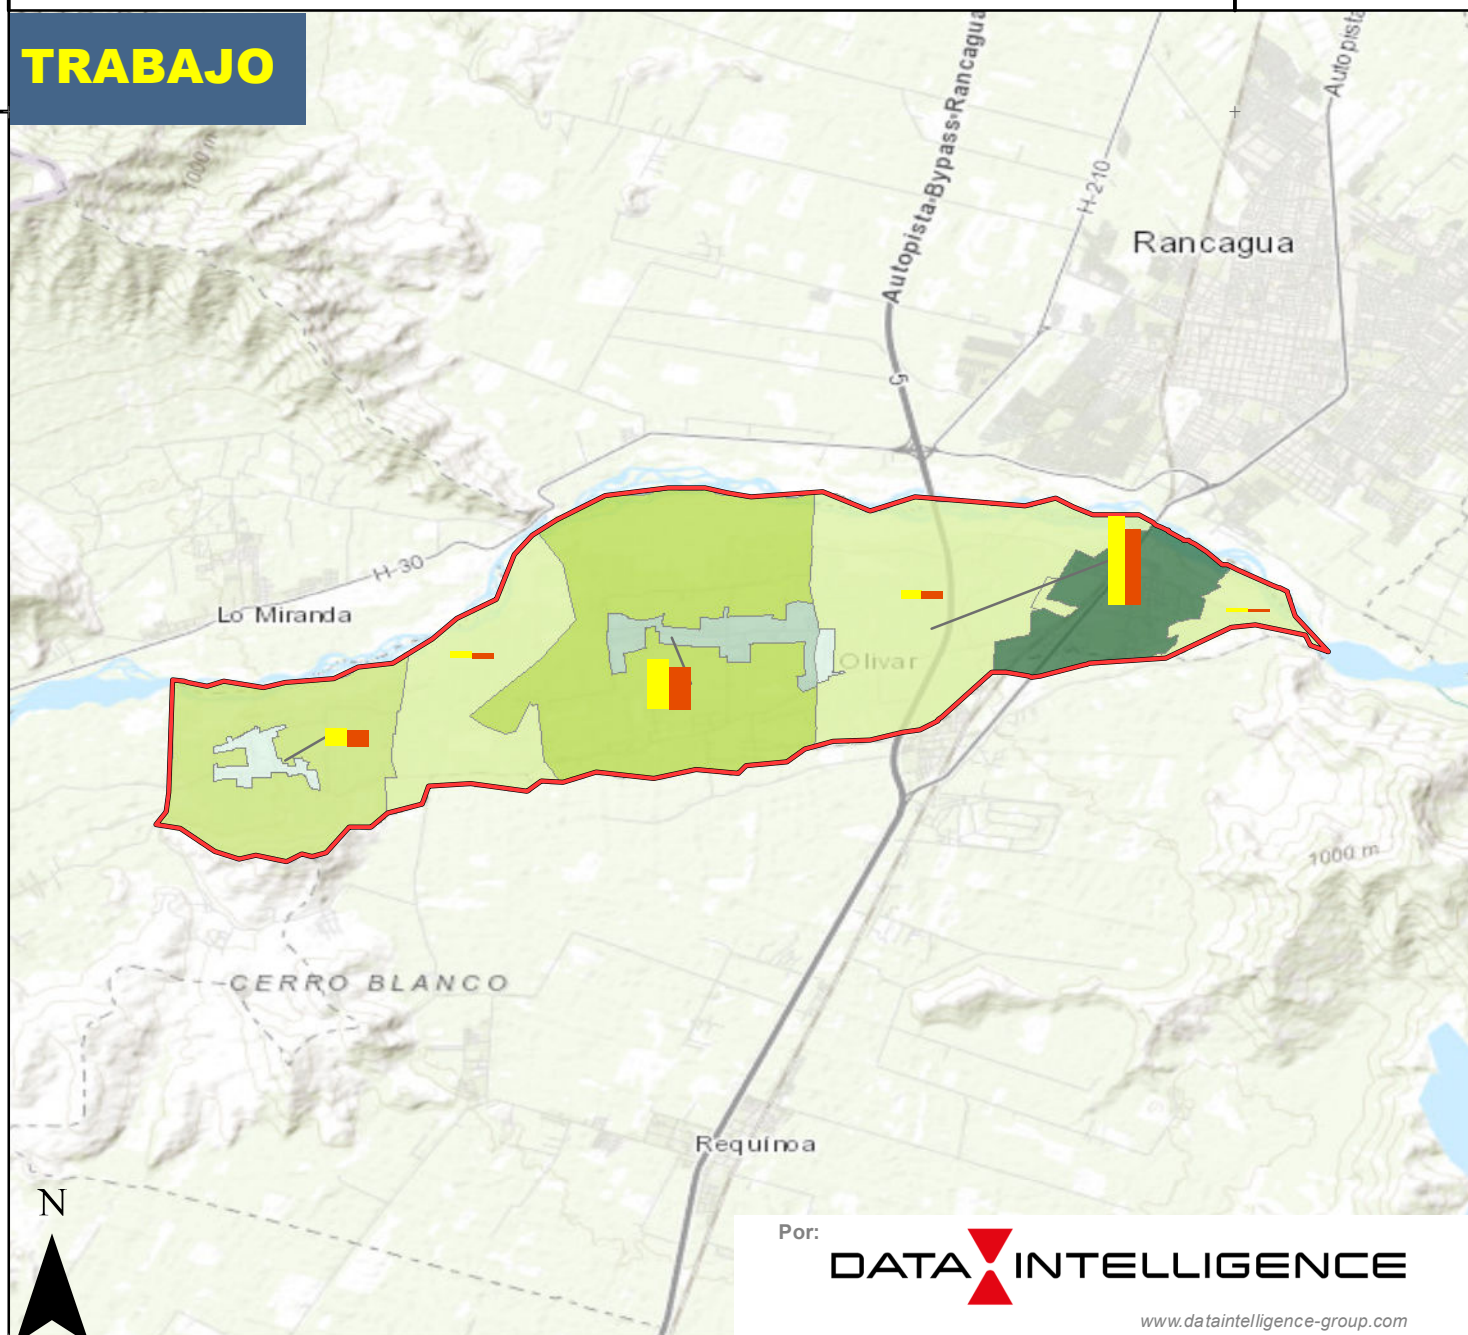 TRABAJO
Autopista-Bypass-Rancagua
Autopista
1000 m
H-210
Rancagua
5
H-30
Lo Miranda
Olivar
1000 m
CERRO BLANCO
Requínoa
N
Por:
DATA INTELLIGENCE
www.dataintelligence-group.com